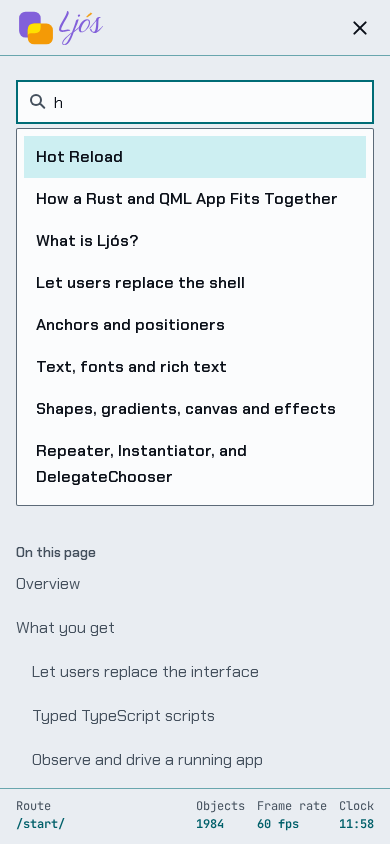 Ljós
h
Hot Reload
How a Rust and QML App Fits Together
What is Ljós?
Let users replace the shell
Anchors and positioners
Text, fonts and rich text
Shapes, gradients, canvas and effects
Repeater, Instantiator, and
DelegateChooser
On this page
Overview
What you get
Let users replace the interface
Typed TypeScript scripts
Observe and drive a running app
Route Objects Frame rate Clock
/start/ 1984 60 fps 11:58